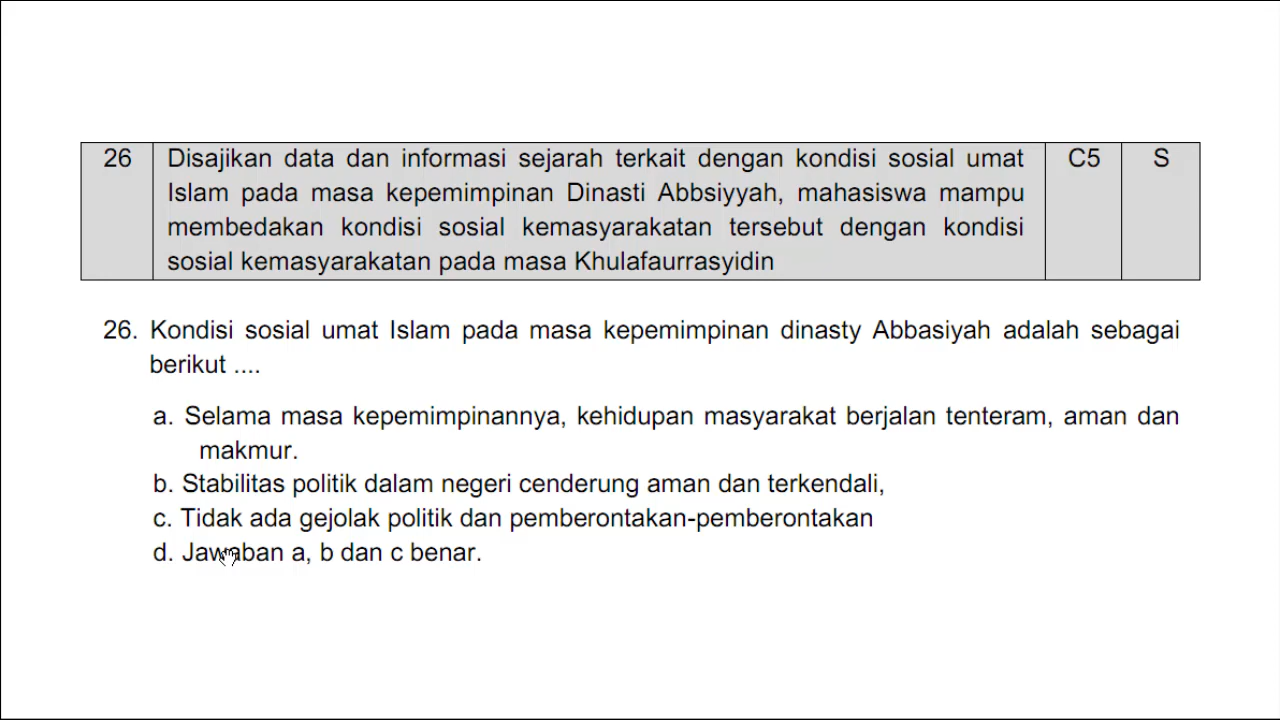 26 Disajikan data dan informasi sejarah terkait dengan kondisi sosial umat C5 S
Islam pada masa kepemimpinan Dinasti Abbsiyyah, mahasiswa mampu
membedakan kondisi sosial kemasyarakatan tersebut dengan kondisi
sosial kemasyarakatan pada masa Khulafaurrasyidin
26. Kondisi sosial umat Islam pada masa kepemimpinan dinasty Abbasiyah adalah sebagai
berikut ....
a. Selama masa kepemimpinannya, kehidupan masyarakat berjalan tenteram, aman dan
makmur.
b. Stabilitas politik dalam negeri cenderung aman dan terkendali,
c. Tidak ada gejolak politik dan pemberontakan-pemberontakan
d. Jawaban a, b dan c benar.